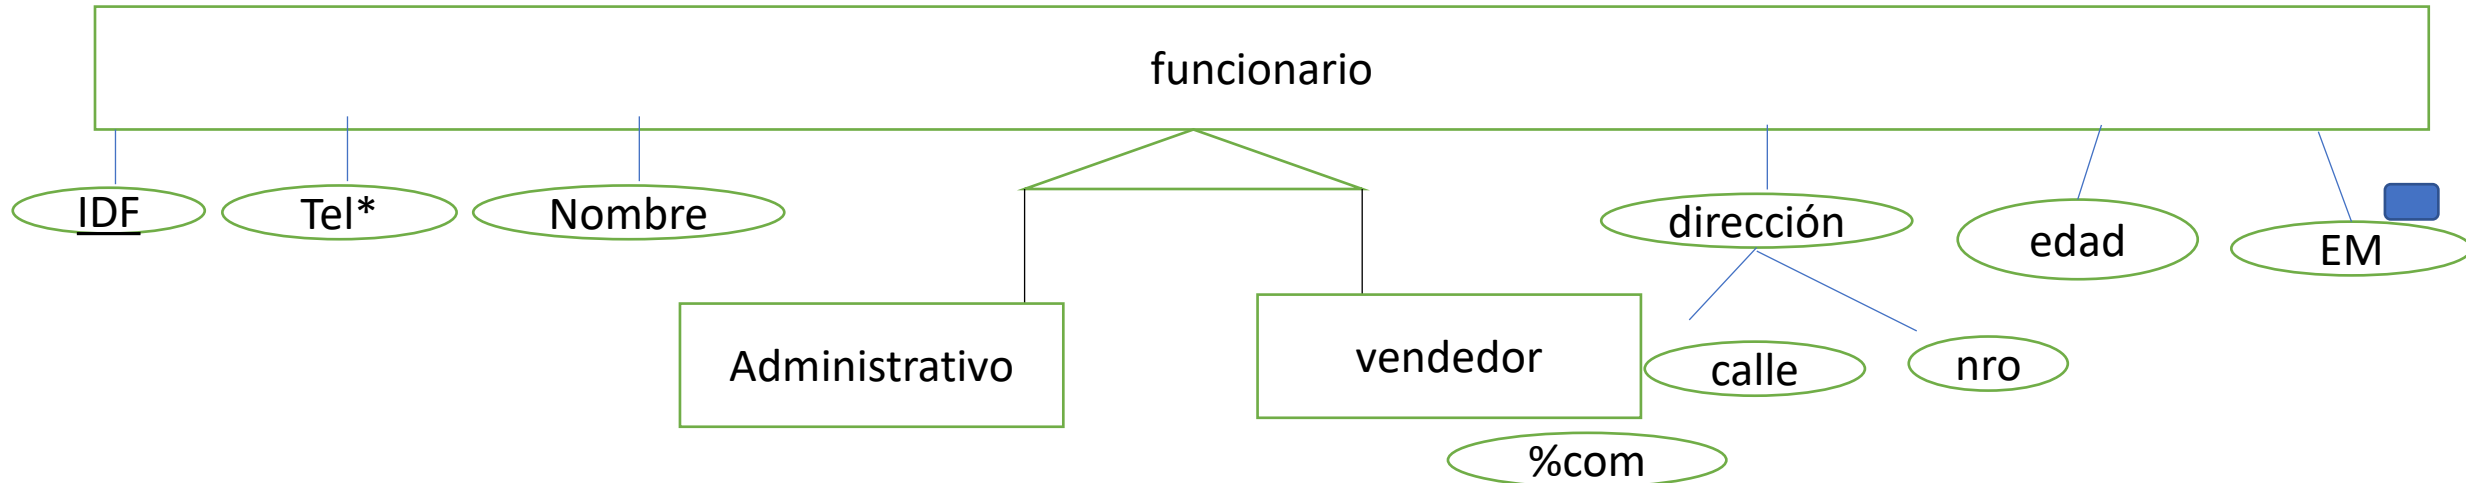 funcionario
IDF
Tel*
Nombre
dirección
edad
EM
Administrativo
vendedor
calle
nro
%com